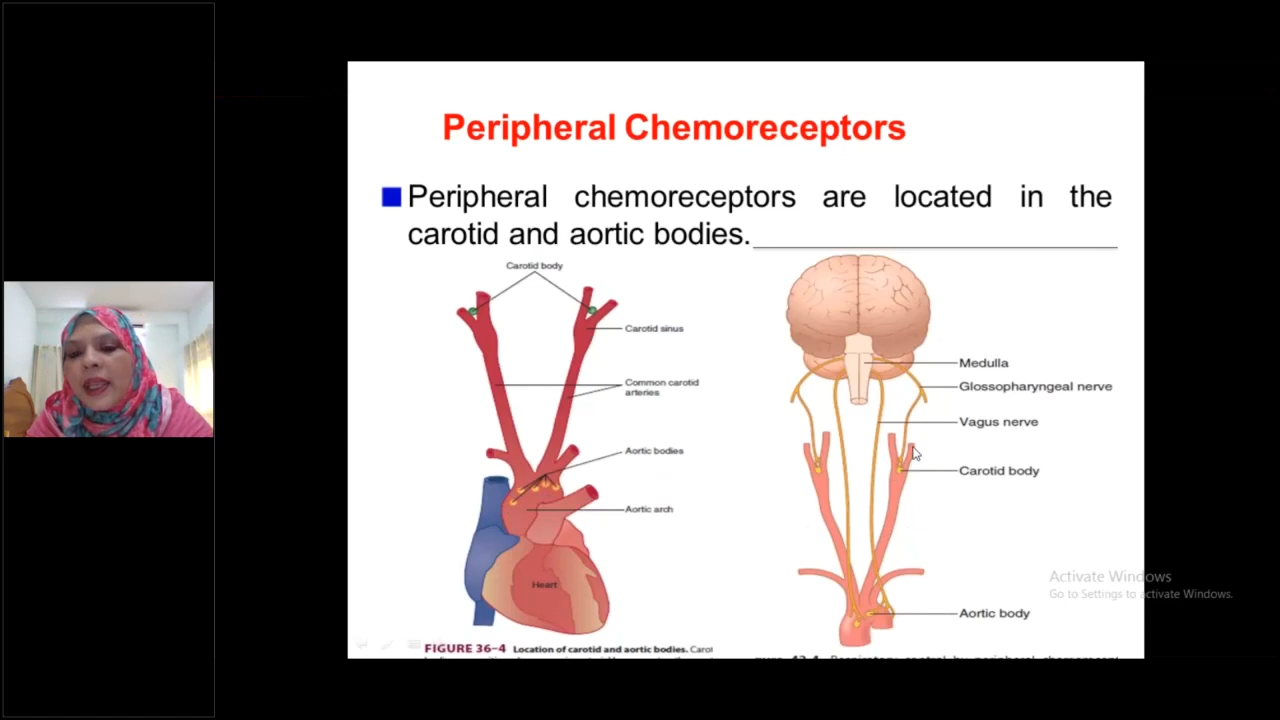 Peripheral Chemoreceptors
Peripheral chemoreceptors are located in the
carotid and aortic bodies.
Carotid body
Carotid sinus
Common carotid
arteries
Aortic bodies
Aortic arch
Heart
FIGURE 36–4 Location of carotid and aortic bodies.
Medulla
Glossopharyngeal nerve
Vagus nerve
Carotid body
Aortic body
Activate Windows
Go to Settings to activate Windows.